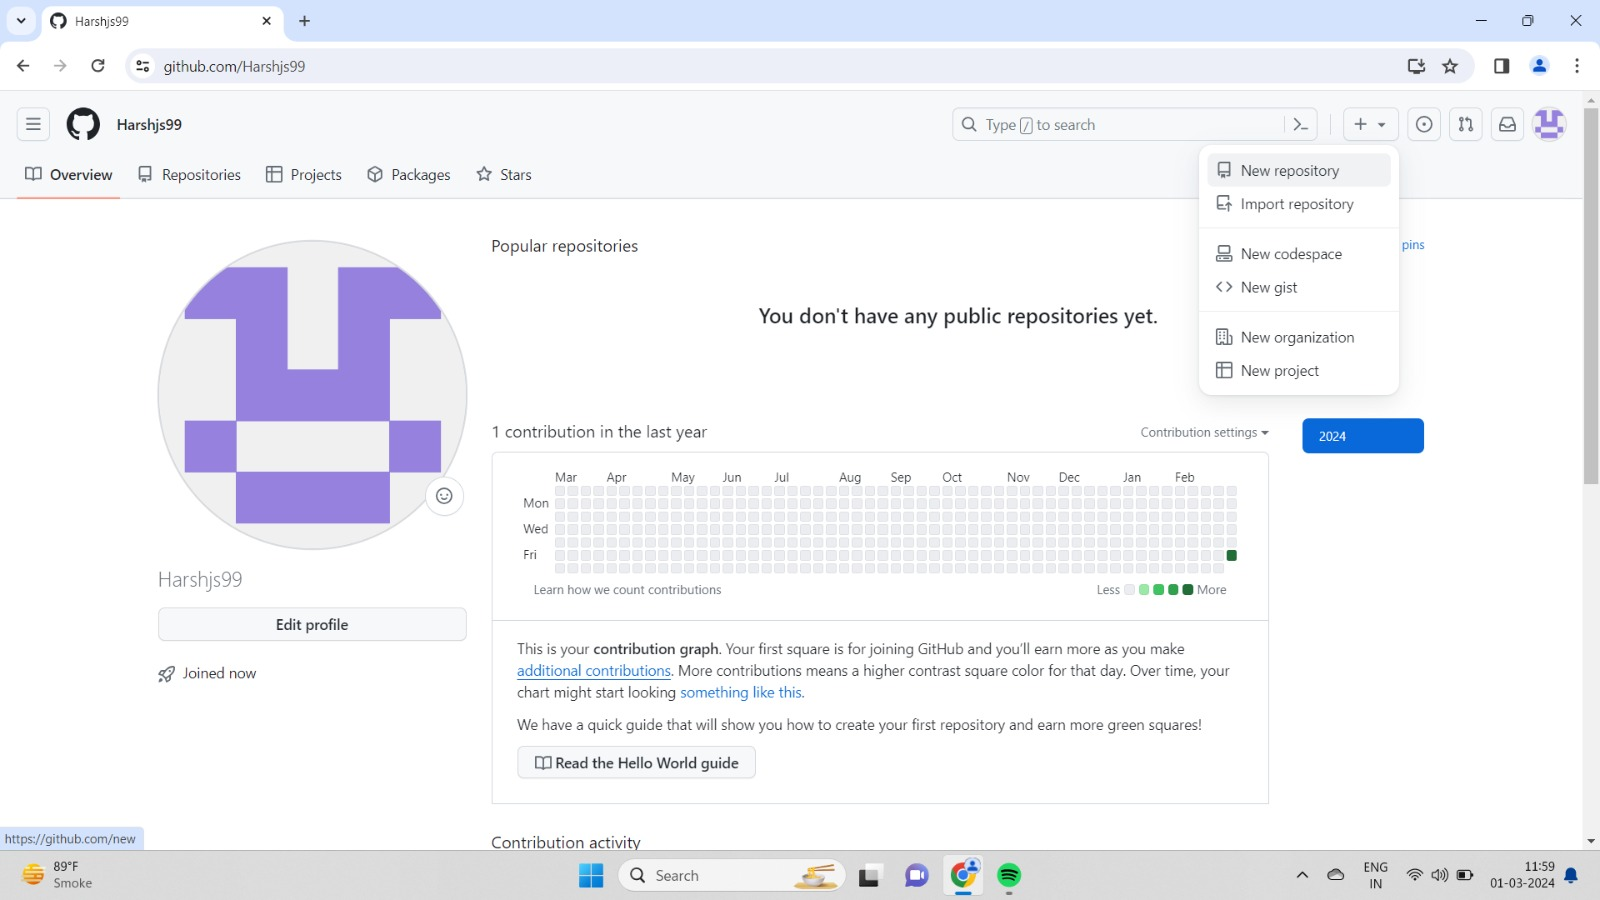 Harshjs99
github.com/Harshjs99
Harshjs99
Type / to search
Overview
Repositories
Projects
Packages
Stars
New repository
Import repository
New codespace
New gist
New organization
New project
Popular repositories
pins
You don't have any public repositories yet.
1 contribution in the last year
Contribution settings
2024
Mar Apr May Jun Jul Aug Sep Oct Nov Dec Jan Feb
Mon
Wed
Fri
Learn how we count contributions
Less More
Harshjs99
Edit profile
Joined now
This is your contribution graph. Your first square is for joining GitHub and you'll earn more as you make
additional contributions. More contributions means a higher contrast square color for that day. Over time, your
chart might start looking something like this.
We have a quick guide that will show you how to create your first repository and earn more green squares!
Read the Hello World guide
Contribution activity
https://github.com/new
89°F
Smoke
Search
ENG
IN
11:59
01-03-2024